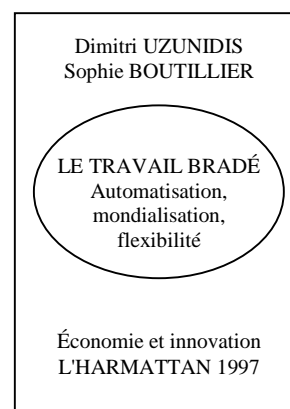 Dimitri UZUNIDIS
Sophie BOUTILLIER
LE TRAVAIL BRADÉ
Automatisation,
mondialisation,
flexibilité
Économie et innovation
L'HARMATTAN 1997